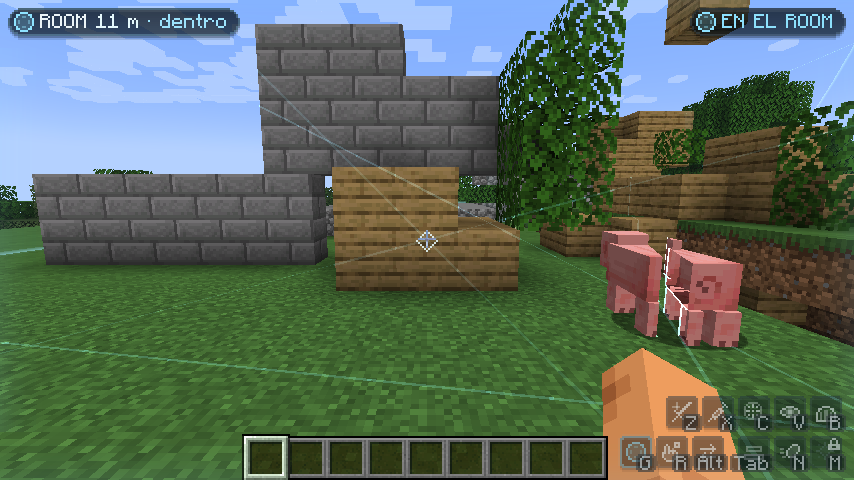 ROOM 11 m · dentro
EN EL ROOM
Z X C V B
G R Alt Tab N M